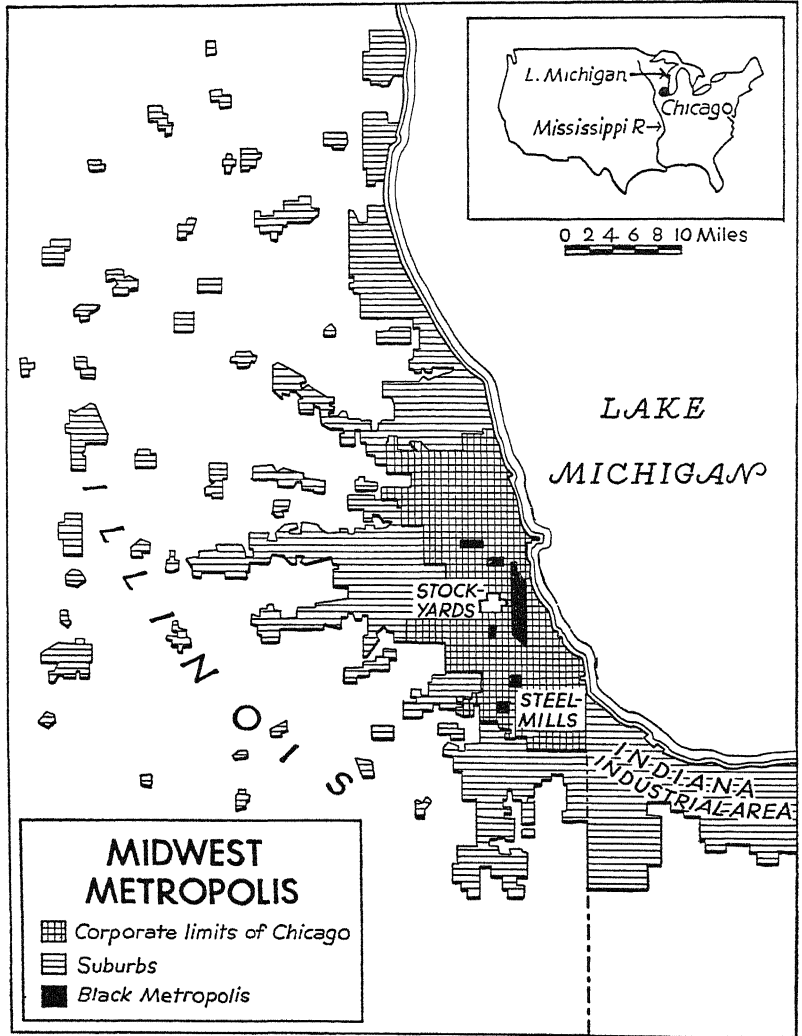 L. Michigan
Chicago
Mississippi R
0 2 4 6 8 10 Miles
LAKE
MICHIGAN
ILLINOIS
STOCK-
YARDS
STEEL-
MILLS
INDIANA
INDUSTRIAL AREA
MIDWEST
METROPOLIS
Corporate limits of Chicago
Suburbs
Black Metropolis